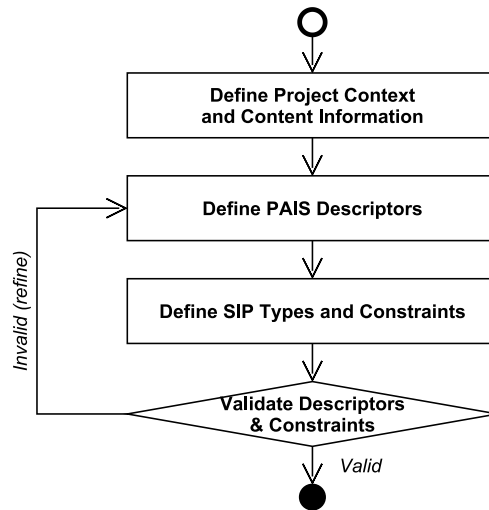 Define Project Context
and Content Information
Define PAIS Descriptors
Define SIP Types and Constraints
Invalid (refine)
Validate Descriptors
& Constraints
Valid